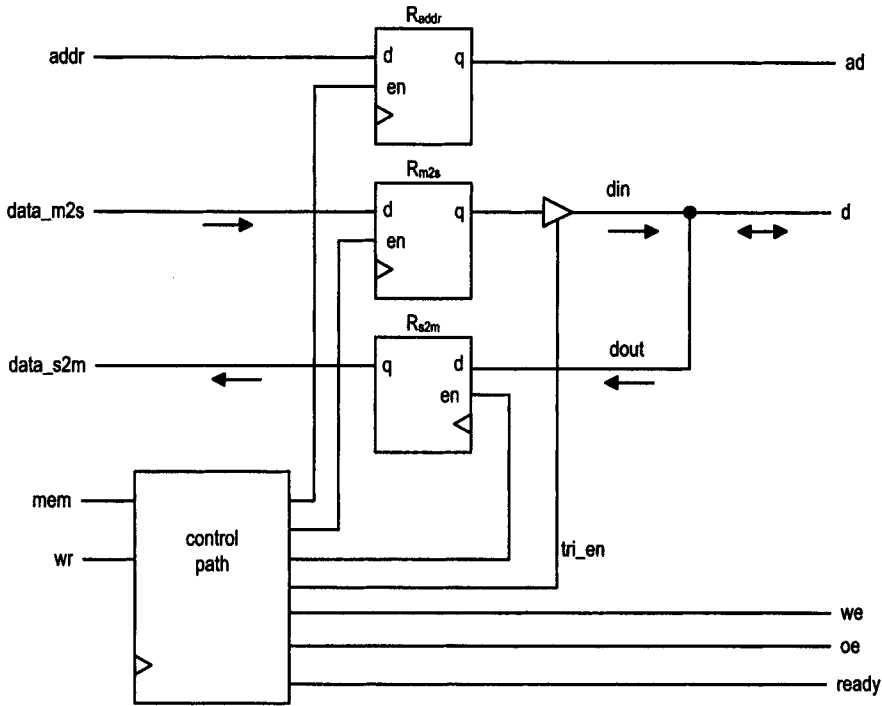 Raddr
addr
d
q
ad
en
Rm2s
data_m2s
d
q
din
d
en
Rs2m
data_s2m
q
d
dout
en
mem
control
path
wr
tri_en
we
oe
ready